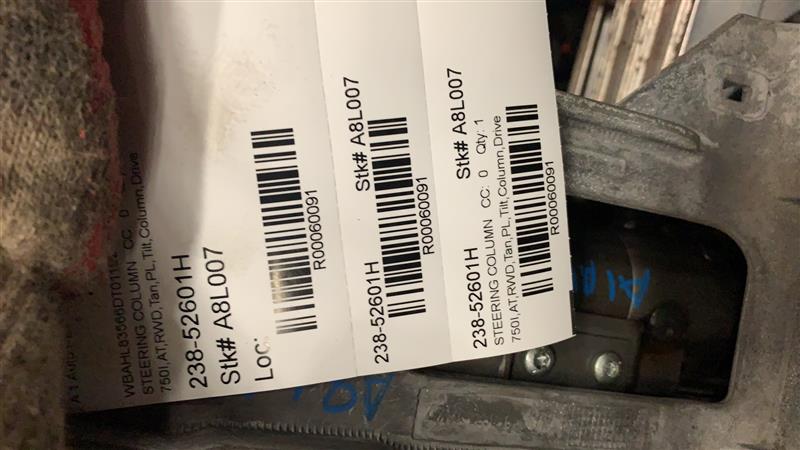 WBAHL83566DT0115
STEERING COLUMN CC: 0
750I,AT,RWD,Tan,PL,Tilt,Column,Drive
238-52601H
Stk# A8L007
Loc:
R00060091
238-52601H Stk# A8L007
R00060091
238-52601H Stk# A8L007
STEERING COLUMN CC: 0 Qty: 1
750I,AT,RWD,Tan,PL,Tilt,Column,Drive
R00060091